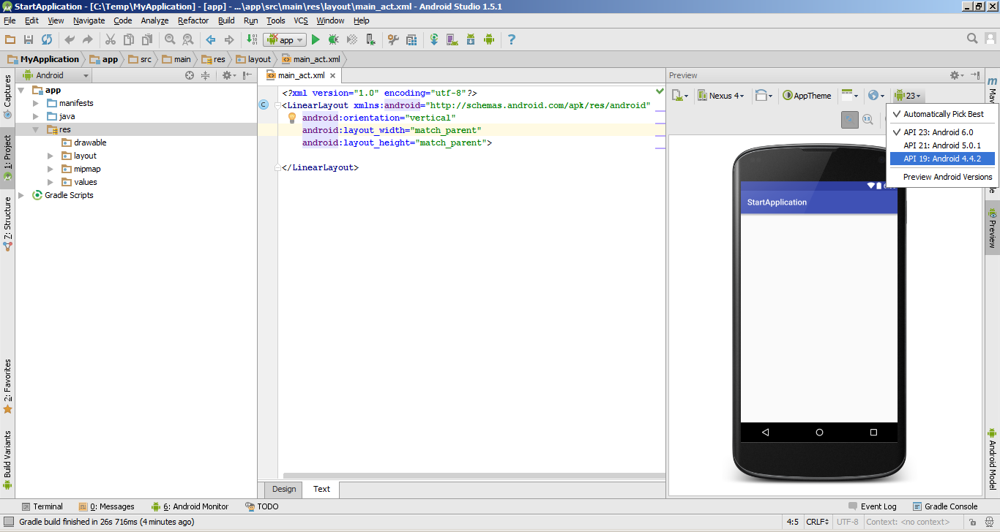 StartApplication - [C:\Temp\MyApplication] - [app] - ...\app\src\main\res\layout\main_act.xml - Android Studio 1.5.1
File Edit View Navigate Code Analyze Refactor Build Run Tools VCS Window Help
app
MyApplication app src main res layout main_act.xml
Captures
1: Project
7: Structure
2: Favorites
Build Variants
Android
app
manifests
java
res
drawable
layout
mipmap
values
Gradle Scripts
main_act.xml
<?xml version="1.0" encoding="utf-8"?>
<LinearLayout xmlns:android="http://schemas.android.com/apk/res/android"
android:orientation="vertical"
android:layout_width="match_parent"
android:layout_height="match_parent">
</LinearLayout>
Design Text
Preview
Nexus 4 AppTheme 23
Automatically Pick Best
API 23: Android 6.0
API 21: Android 5.0.1
API 19: Android 4.4.2
Preview Android Versions
StartApplication
Preview
Android Model
Terminal 0: Messages 6: Android Monitor TODO Event Log Gradle Console
Gradle build finished in 26s 716ms (4 minutes ago) 4:5 CRLF UTF-8 Context: <no context>